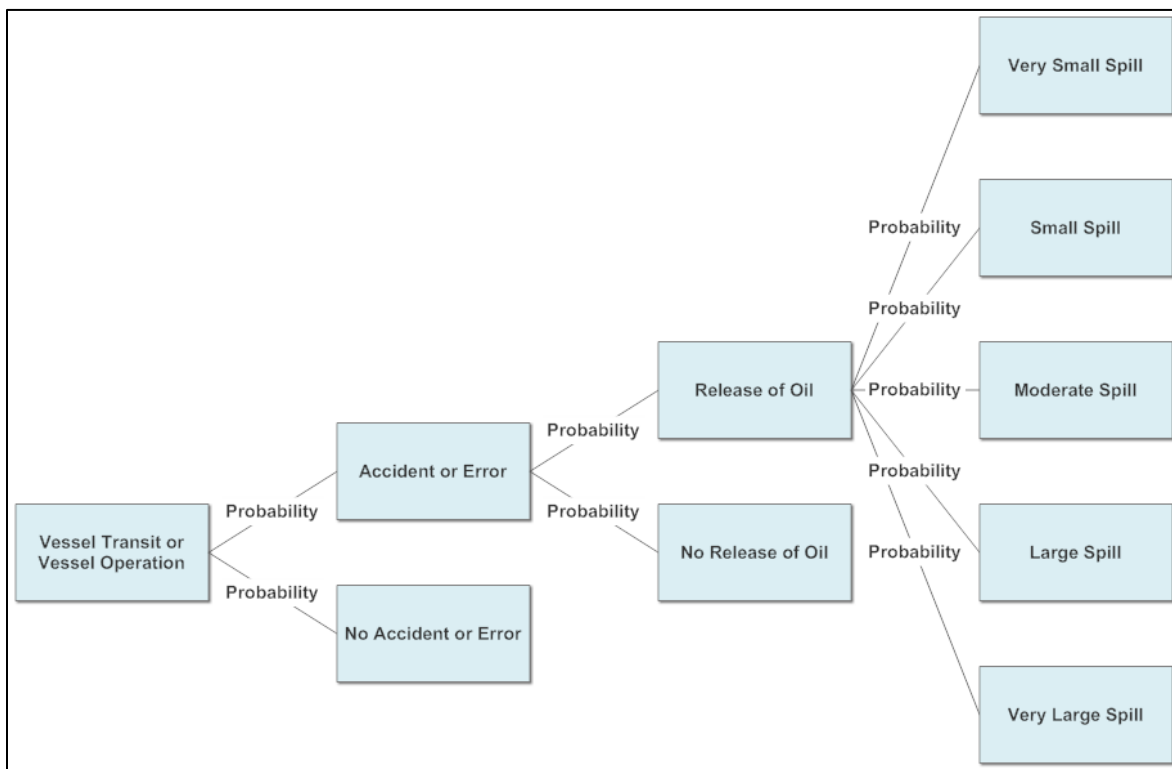 Very Small Spill
Probability
Small Spill
Probability
Release of Oil
Probability
Moderate Spill
Probability
Accident or Error
Probability
Large Spill
Probability
Probability
Vessel Transit or
Vessel Operation
No Release of Oil
Probability
Probability
No Accident or Error
Very Large Spill